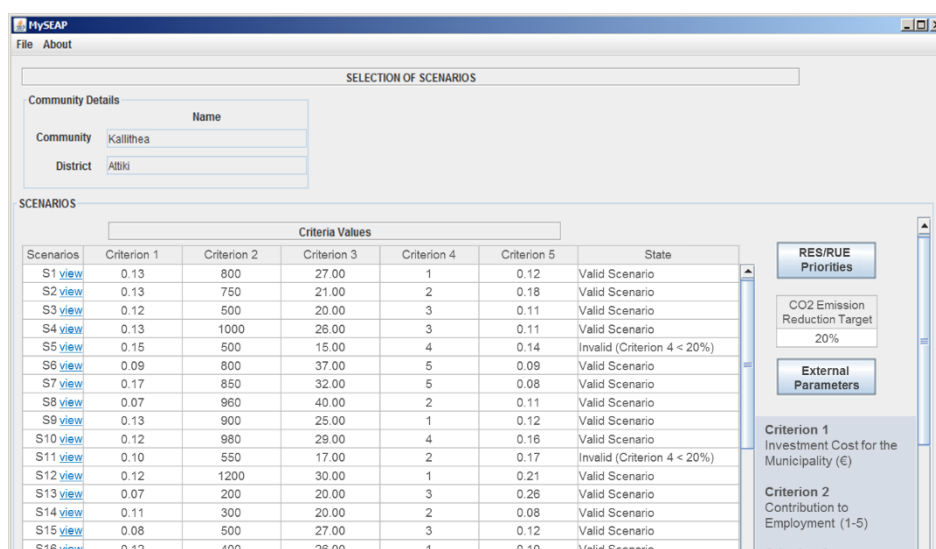 MySEAP
File About
SELECTION OF SCENARIOS
Community Details
Name
Community Kallithea
District Attiki
SCENARIOS
Criteria Values
Scenarios Criterion 1 Criterion 2 Criterion 3 Criterion 4 Criterion 5 State
S1 view 0.13 800 27.00 1 0.12 Valid Scenario
S2 view 0.13 750 21.00 2 0.18 Valid Scenario
S3 view 0.12 500 20.00 3 0.11 Valid Scenario
S4 view 0.13 1000 26.00 3 0.11 Valid Scenario
S5 view 0.15 500 15.00 4 0.14 Invalid (Criterion 4 < 20%)
S6 view 0.09 800 37.00 5 0.09 Valid Scenario
S7 view 0.17 850 32.00 5 0.08 Valid Scenario
S8 view 0.07 960 40.00 2 0.11 Valid Scenario
S9 view 0.13 900 25.00 1 0.12 Valid Scenario
S10 view 0.12 980 29.00 4 0.16 Valid Scenario
S11 view 0.10 550 17.00 2 0.17 Invalid (Criterion 4 < 20%)
S12 view 0.12 1200 30.00 1 0.21 Valid Scenario
S13 view 0.07 200 20.00 3 0.26 Valid Scenario
S14 view 0.11 300 20.00 2 0.08 Valid Scenario
S15 view 0.08 500 27.00 3 0.12 Valid Scenario
S16 view 0.12 400 26.00 1 0.10 Valid Scenario
RES/RUE
Priorities
CO2 Emission
Reduction Target
20%
External
Parameters
Criterion 1
Investment Cost for the
Municipality (€)
Criterion 2
Contribution to
Employment (1-5)